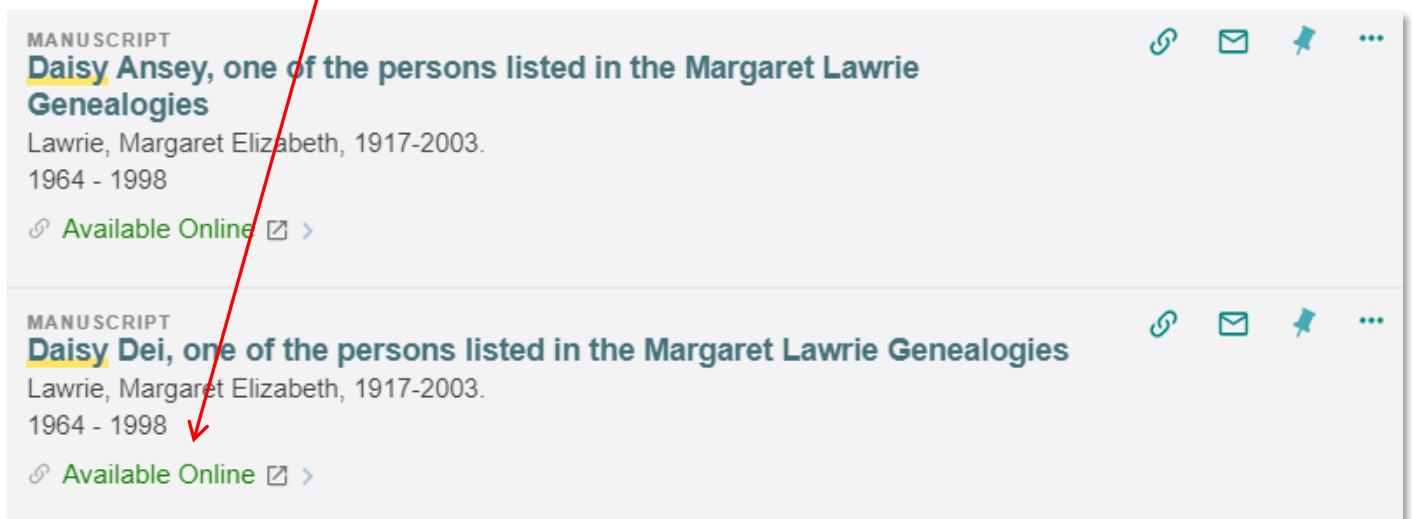 MANUSCRIPT
Daisy Ansey, one of the persons listed in the Margaret Lawrie
Genealogies
Lawrie, Margaret Elizabeth, 1917-2003.
1964 - 1998
Available Online
MANUSCRIPT
Daisy Dei, one of the persons listed in the Margaret Lawrie Genealogies
Lawrie, Margaret Elizabeth, 1917-2003.
1964 - 1998
Available Online